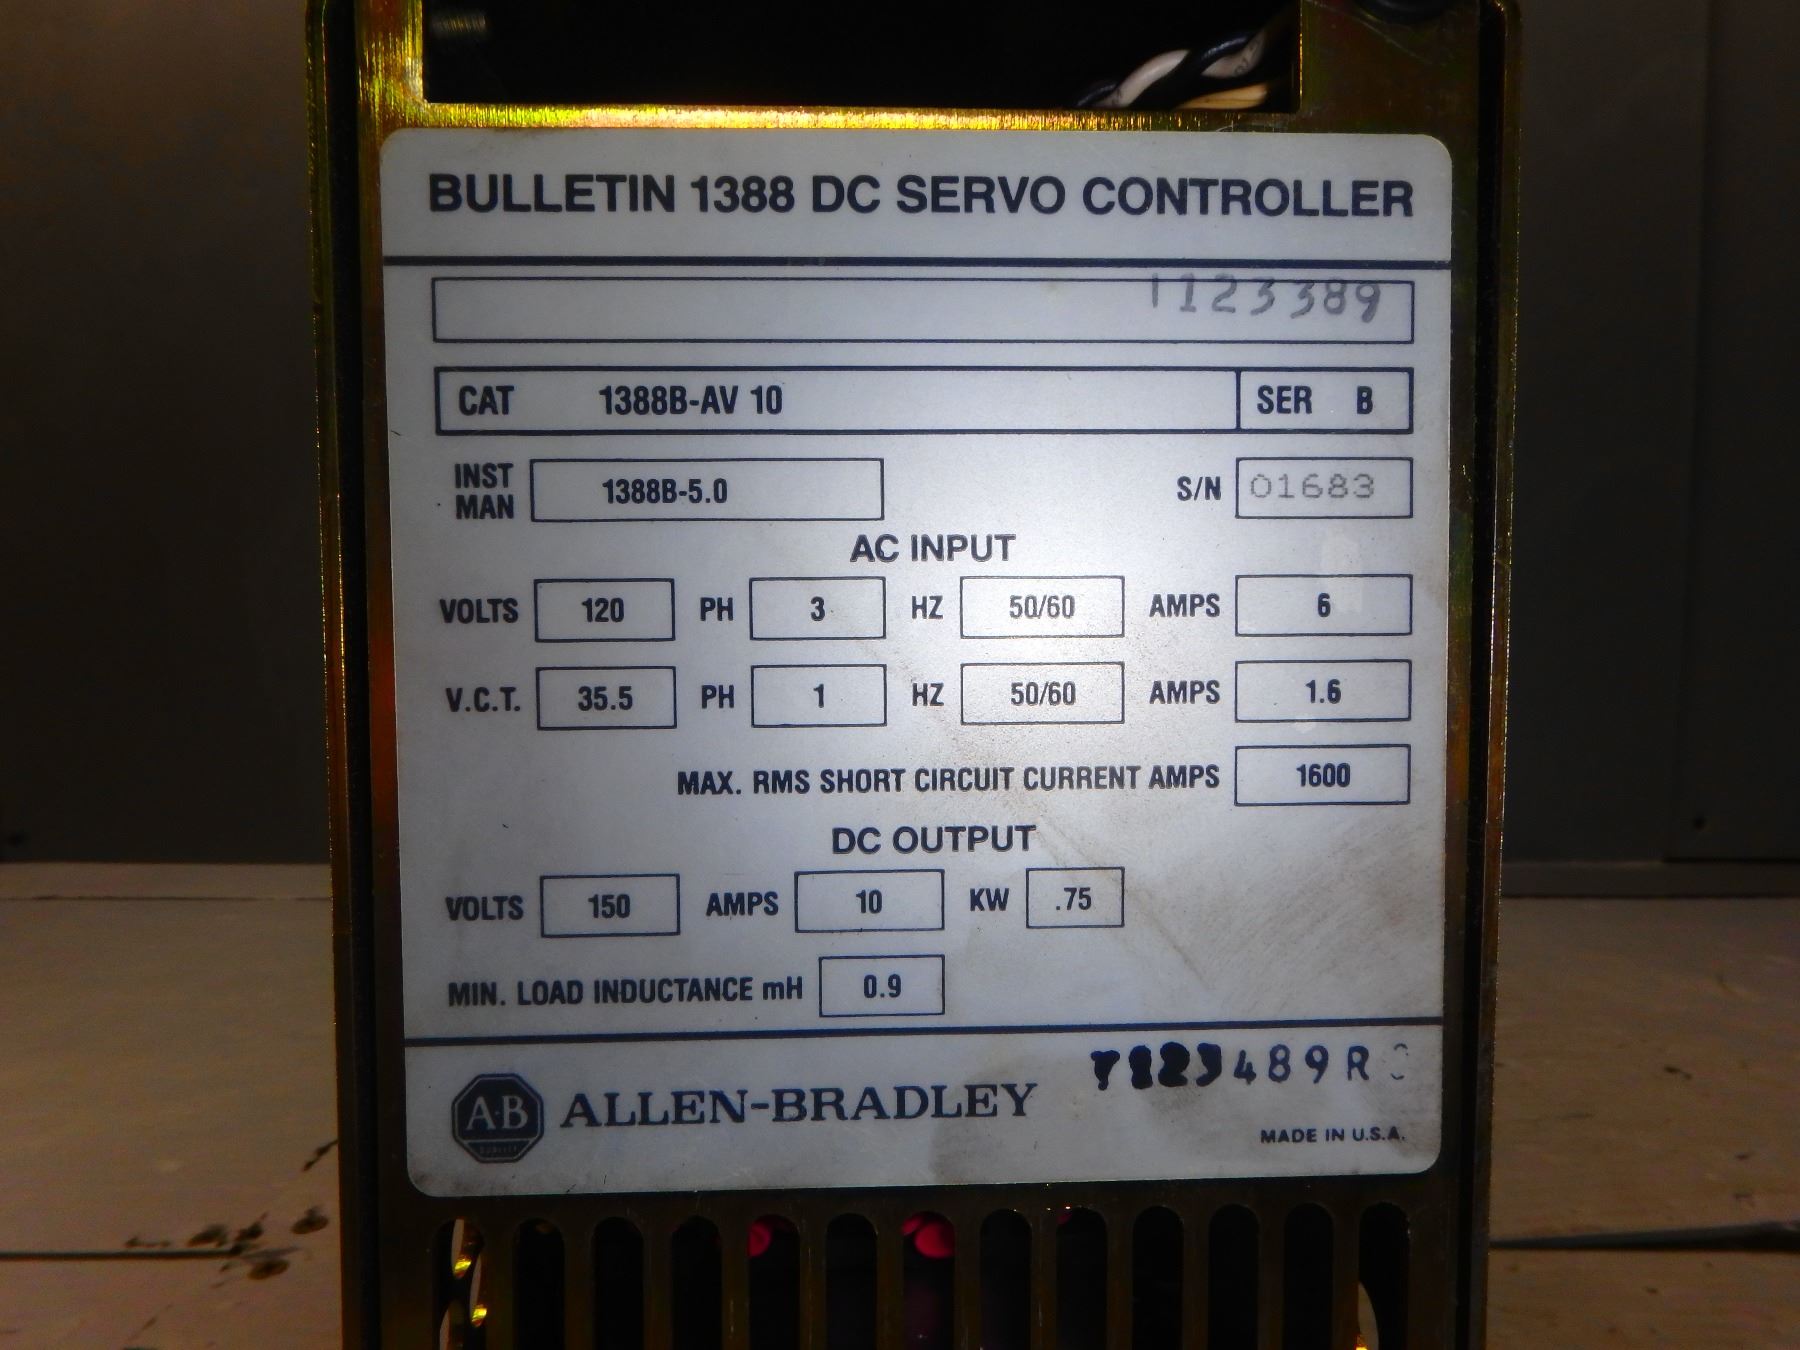 BULLETIN 1388 DC SERVO CONTROLLER
1123389
CAT 1388B-AV 10 SER B
INST MAN 1388B-5.0 S/N 01683
AC INPUT
VOLTS 120 PH 3 HZ 50/60 AMPS 6
V.C.T. 35.5 PH 1 HZ 50/60 AMPS 1.6
MAX. RMS SHORT CIRCUIT CURRENT AMPS 1600
DC OUTPUT
VOLTS 150 AMPS 10 KW .75
MIN. LOAD INDUCTANCE mH 0.9
A-B ALLEN-BRADLEY
QUALITY
MADE IN U.S.A.